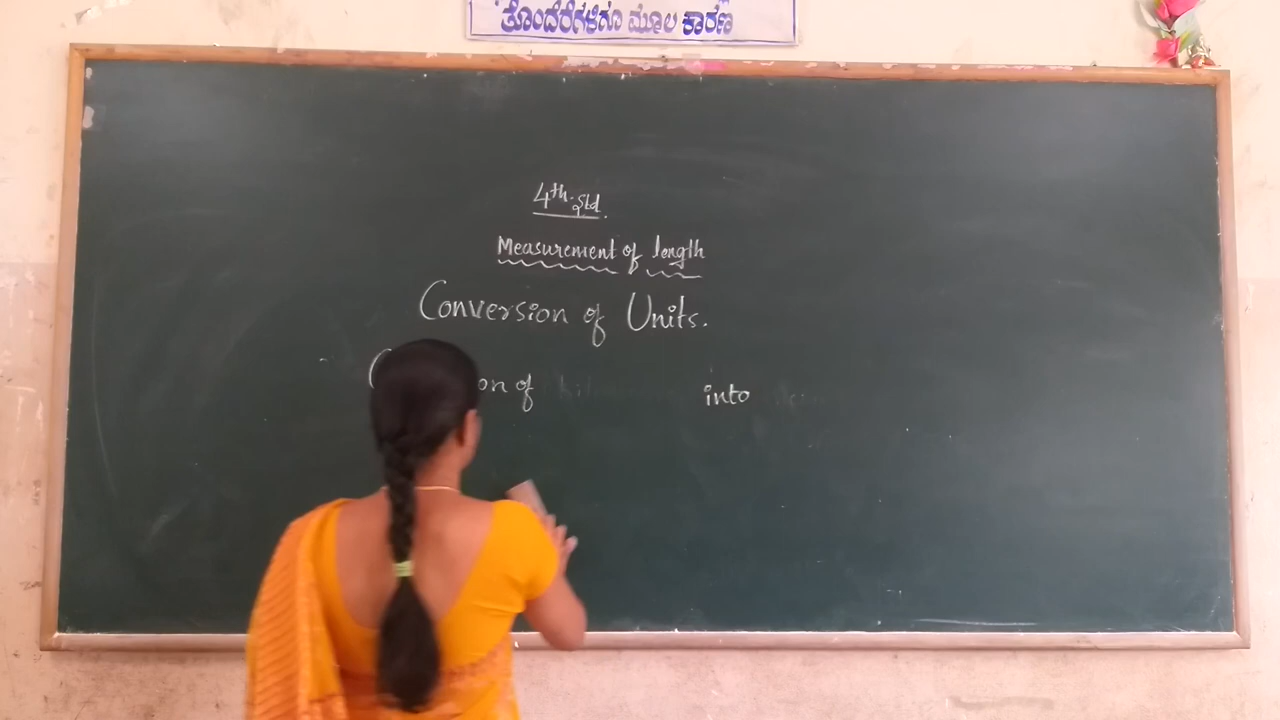 ತೊಂದರೆಗಳಿಗೂ ಮೂಲ ಕಾರಣ
4th Std.
Measurement of length
Conversion of Units.
on of into